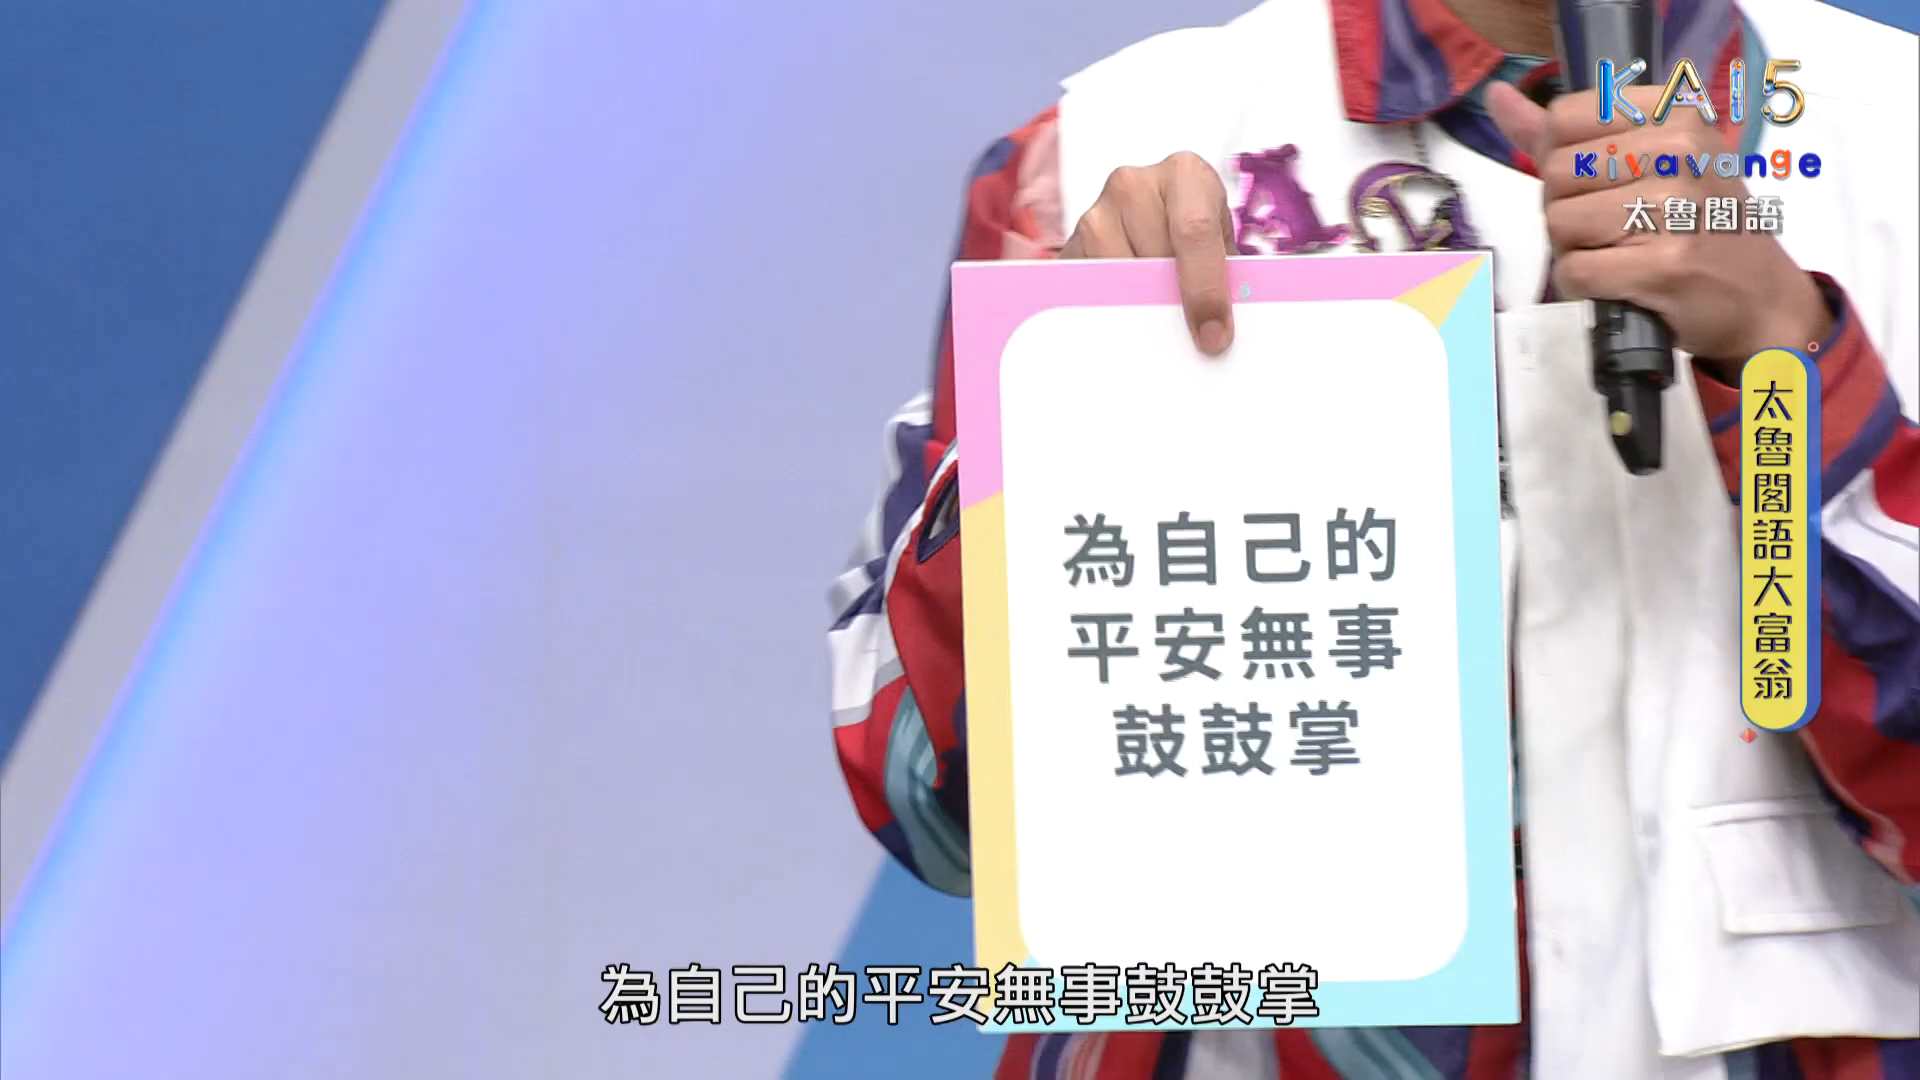 KAI5
kivavange
太魯閣語
太魯閣語大富翁
為自己的
平安無事
鼓鼓掌
為自己的平安無事鼓鼓掌